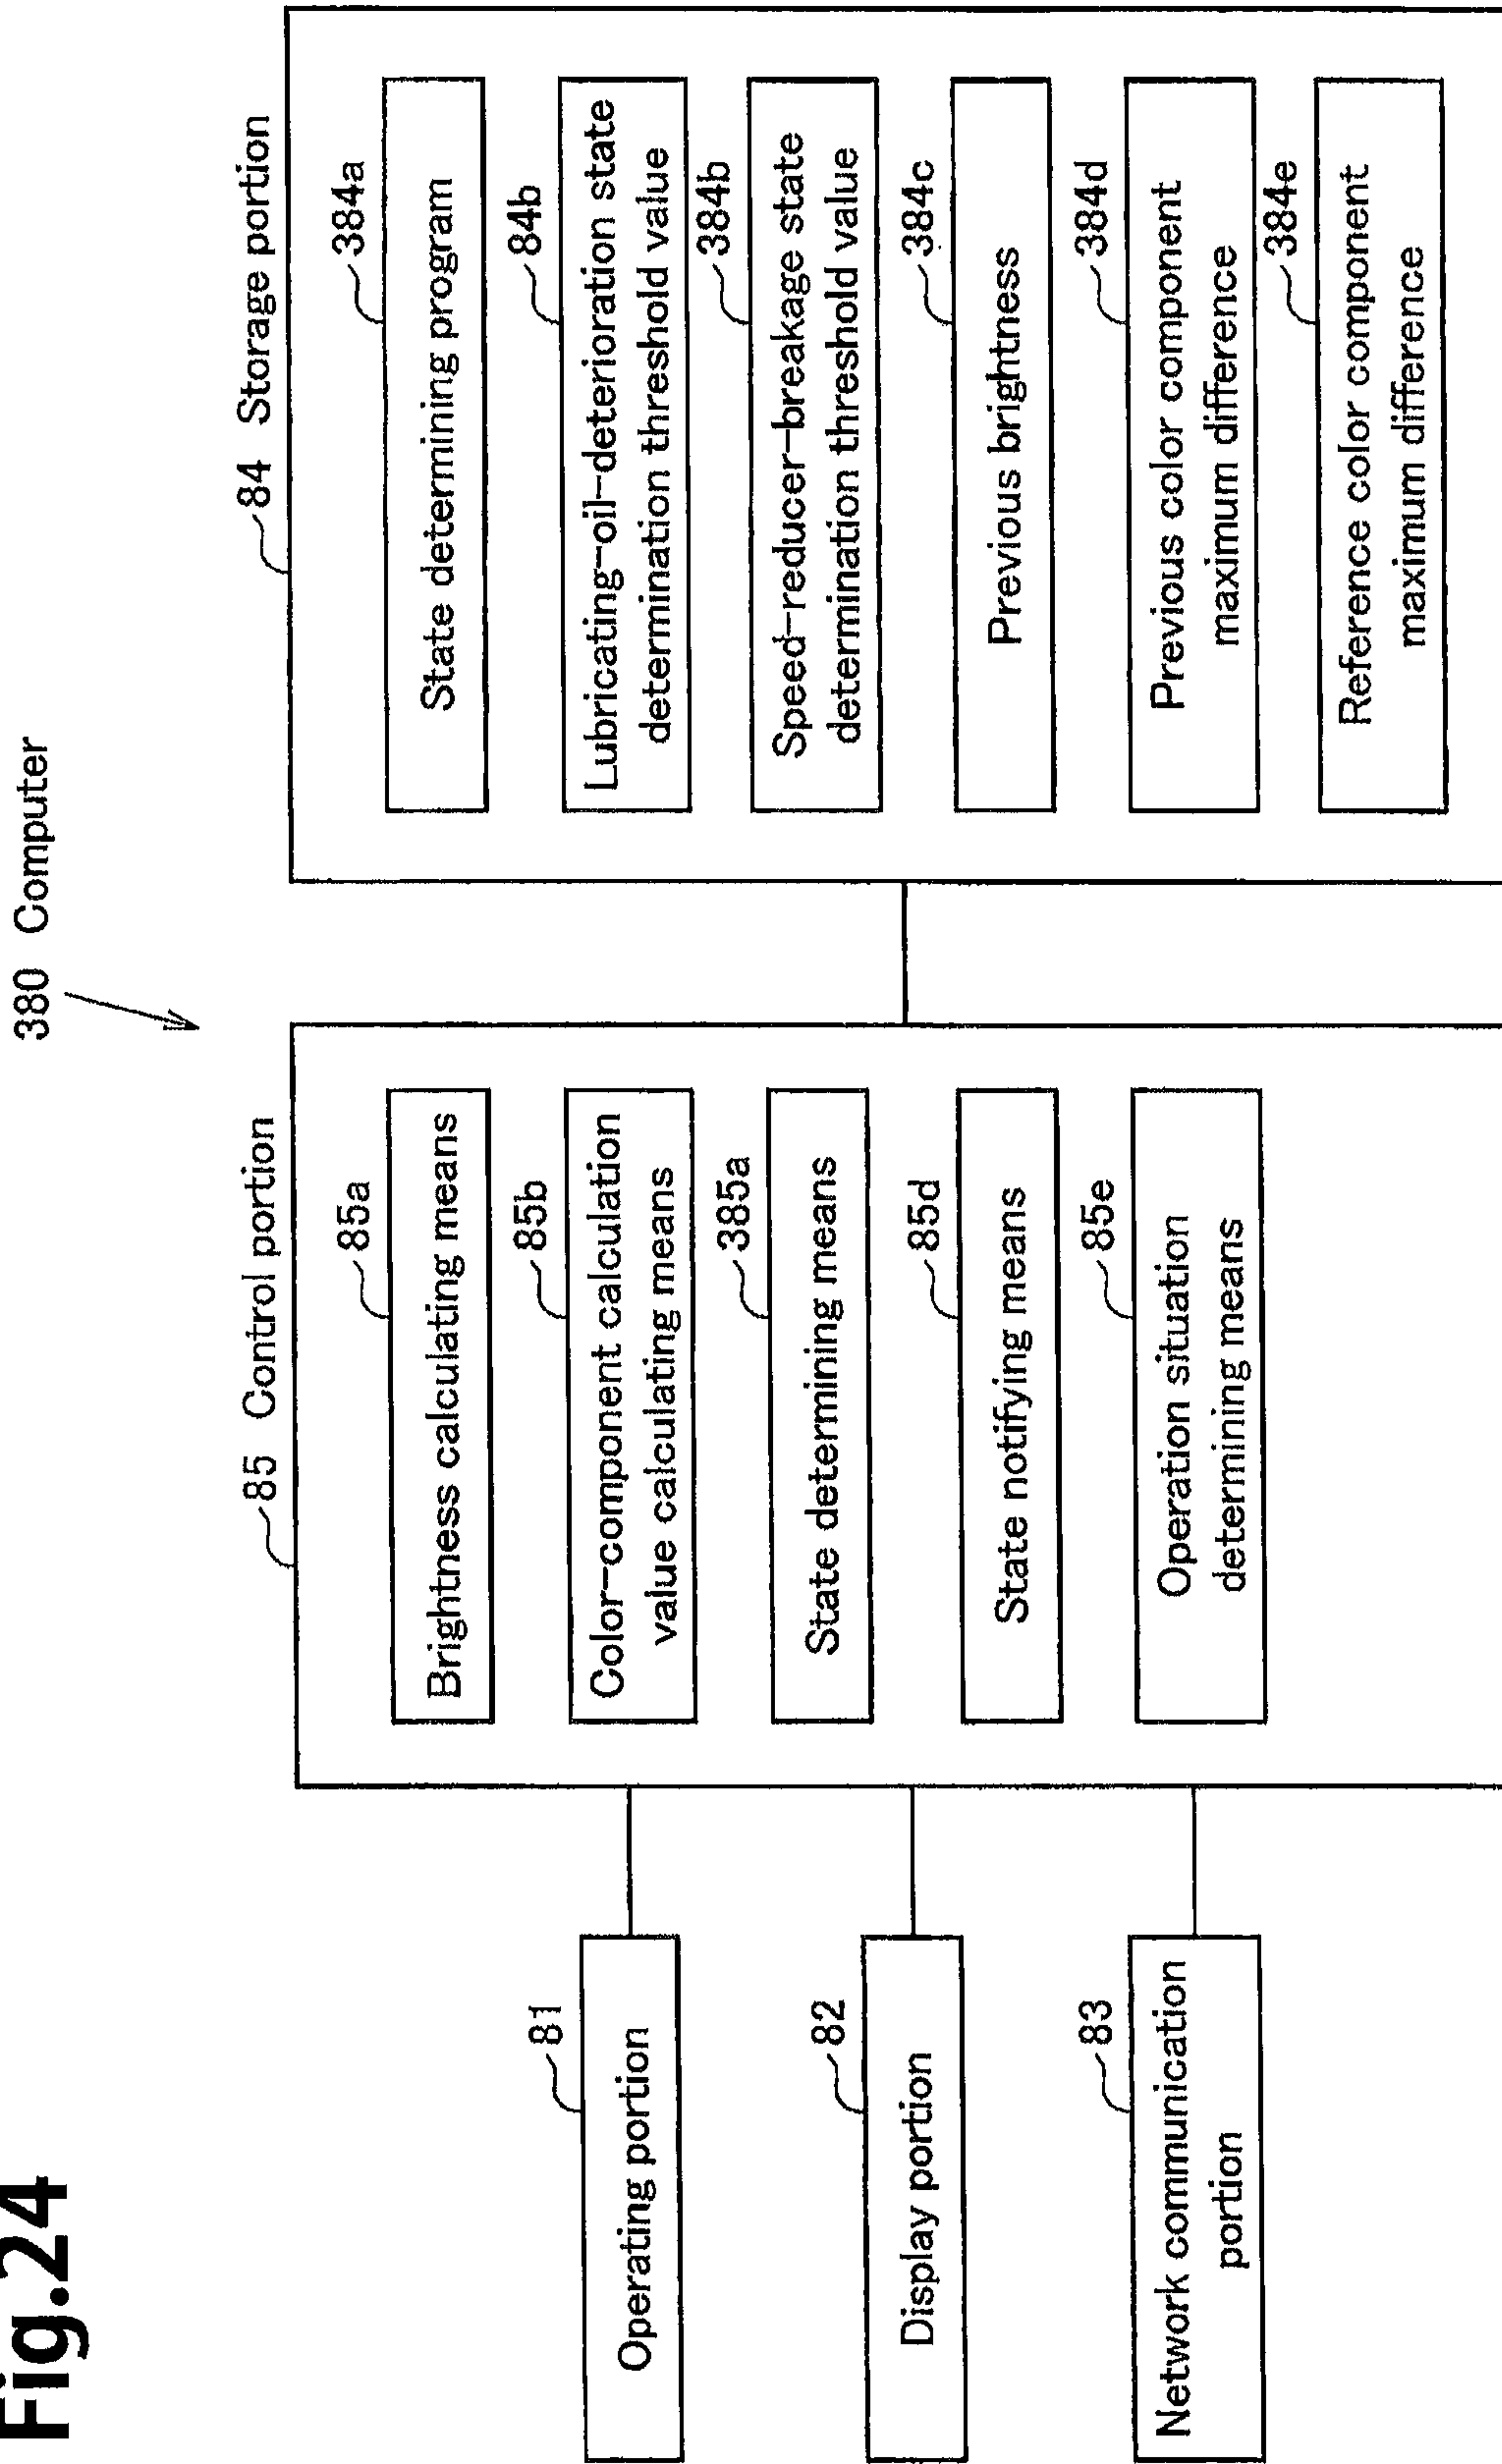 Fig.24
380 Computer
81
Operating portion
82
Display portion
83
Network communication
portion
85 Control portion
85a
Brightness calculating means
85b
Color-component calculation
value calculating means
385a
State determining means
85d
State notifying means
85e
Operation situation
determining means
84 Storage portion
384a
State determining program
84b
Lubricating-oil-deterioration state
determination threshold value
384b
Speed-reducer-breakage state
determination threshold value
384c
Previous brightness
384d
Previous color component
maximum difference
384e
Reference color component
maximum difference